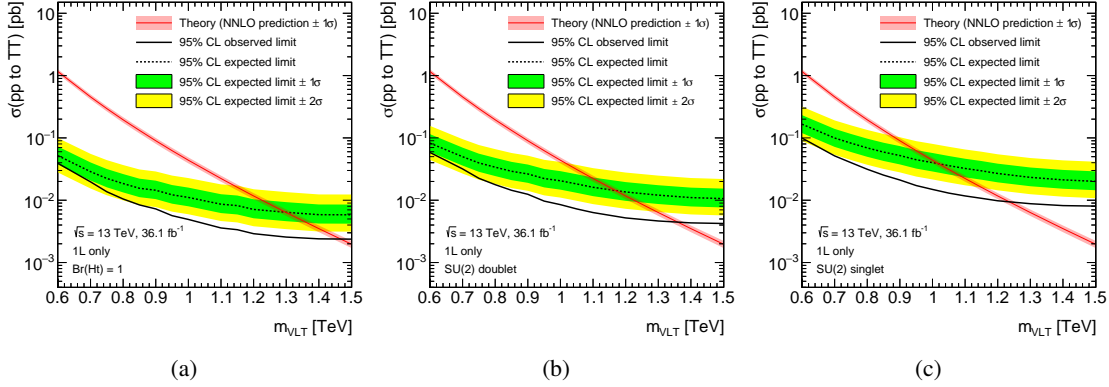 σ(pp to TT) [pb]
10
1
10⁻¹
10⁻²
10⁻³
Theory (NNLO prediction ± 1σ)
95% CL observed limit
95% CL expected limit
95% CL expected limit ± 1σ
95% CL expected limit ± 2σ
√s = 13 TeV, 36.1 fb⁻¹
1L only
Br(Ht) = 1
0.6 0.7 0.8 0.9 1 1.1 1.2 1.3 1.4 1.5
m_VLT [TeV]
(a)
σ(pp to TT) [pb]
10
1
10⁻¹
10⁻²
10⁻³
Theory (NNLO prediction ± 1σ)
95% CL observed limit
95% CL expected limit
95% CL expected limit ± 1σ
95% CL expected limit ± 2σ
√s = 13 TeV, 36.1 fb⁻¹
1L only
SU(2) doublet
0.6 0.7 0.8 0.9 1 1.1 1.2 1.3 1.4 1.5
m_VLT [TeV]
(b)
σ(pp to TT) [pb]
10
1
10⁻¹
10⁻²
10⁻³
Theory (NNLO prediction ± 1σ)
95% CL observed limit
95% CL expected limit
95% CL expected limit ± 1σ
95% CL expected limit ± 2σ
√s = 13 TeV, 36.1 fb⁻¹
1L only
SU(2) singlet
0.6 0.7 0.8 0.9 1 1.1 1.2 1.3 1.4 1.5
m_VLT [TeV]
(c)